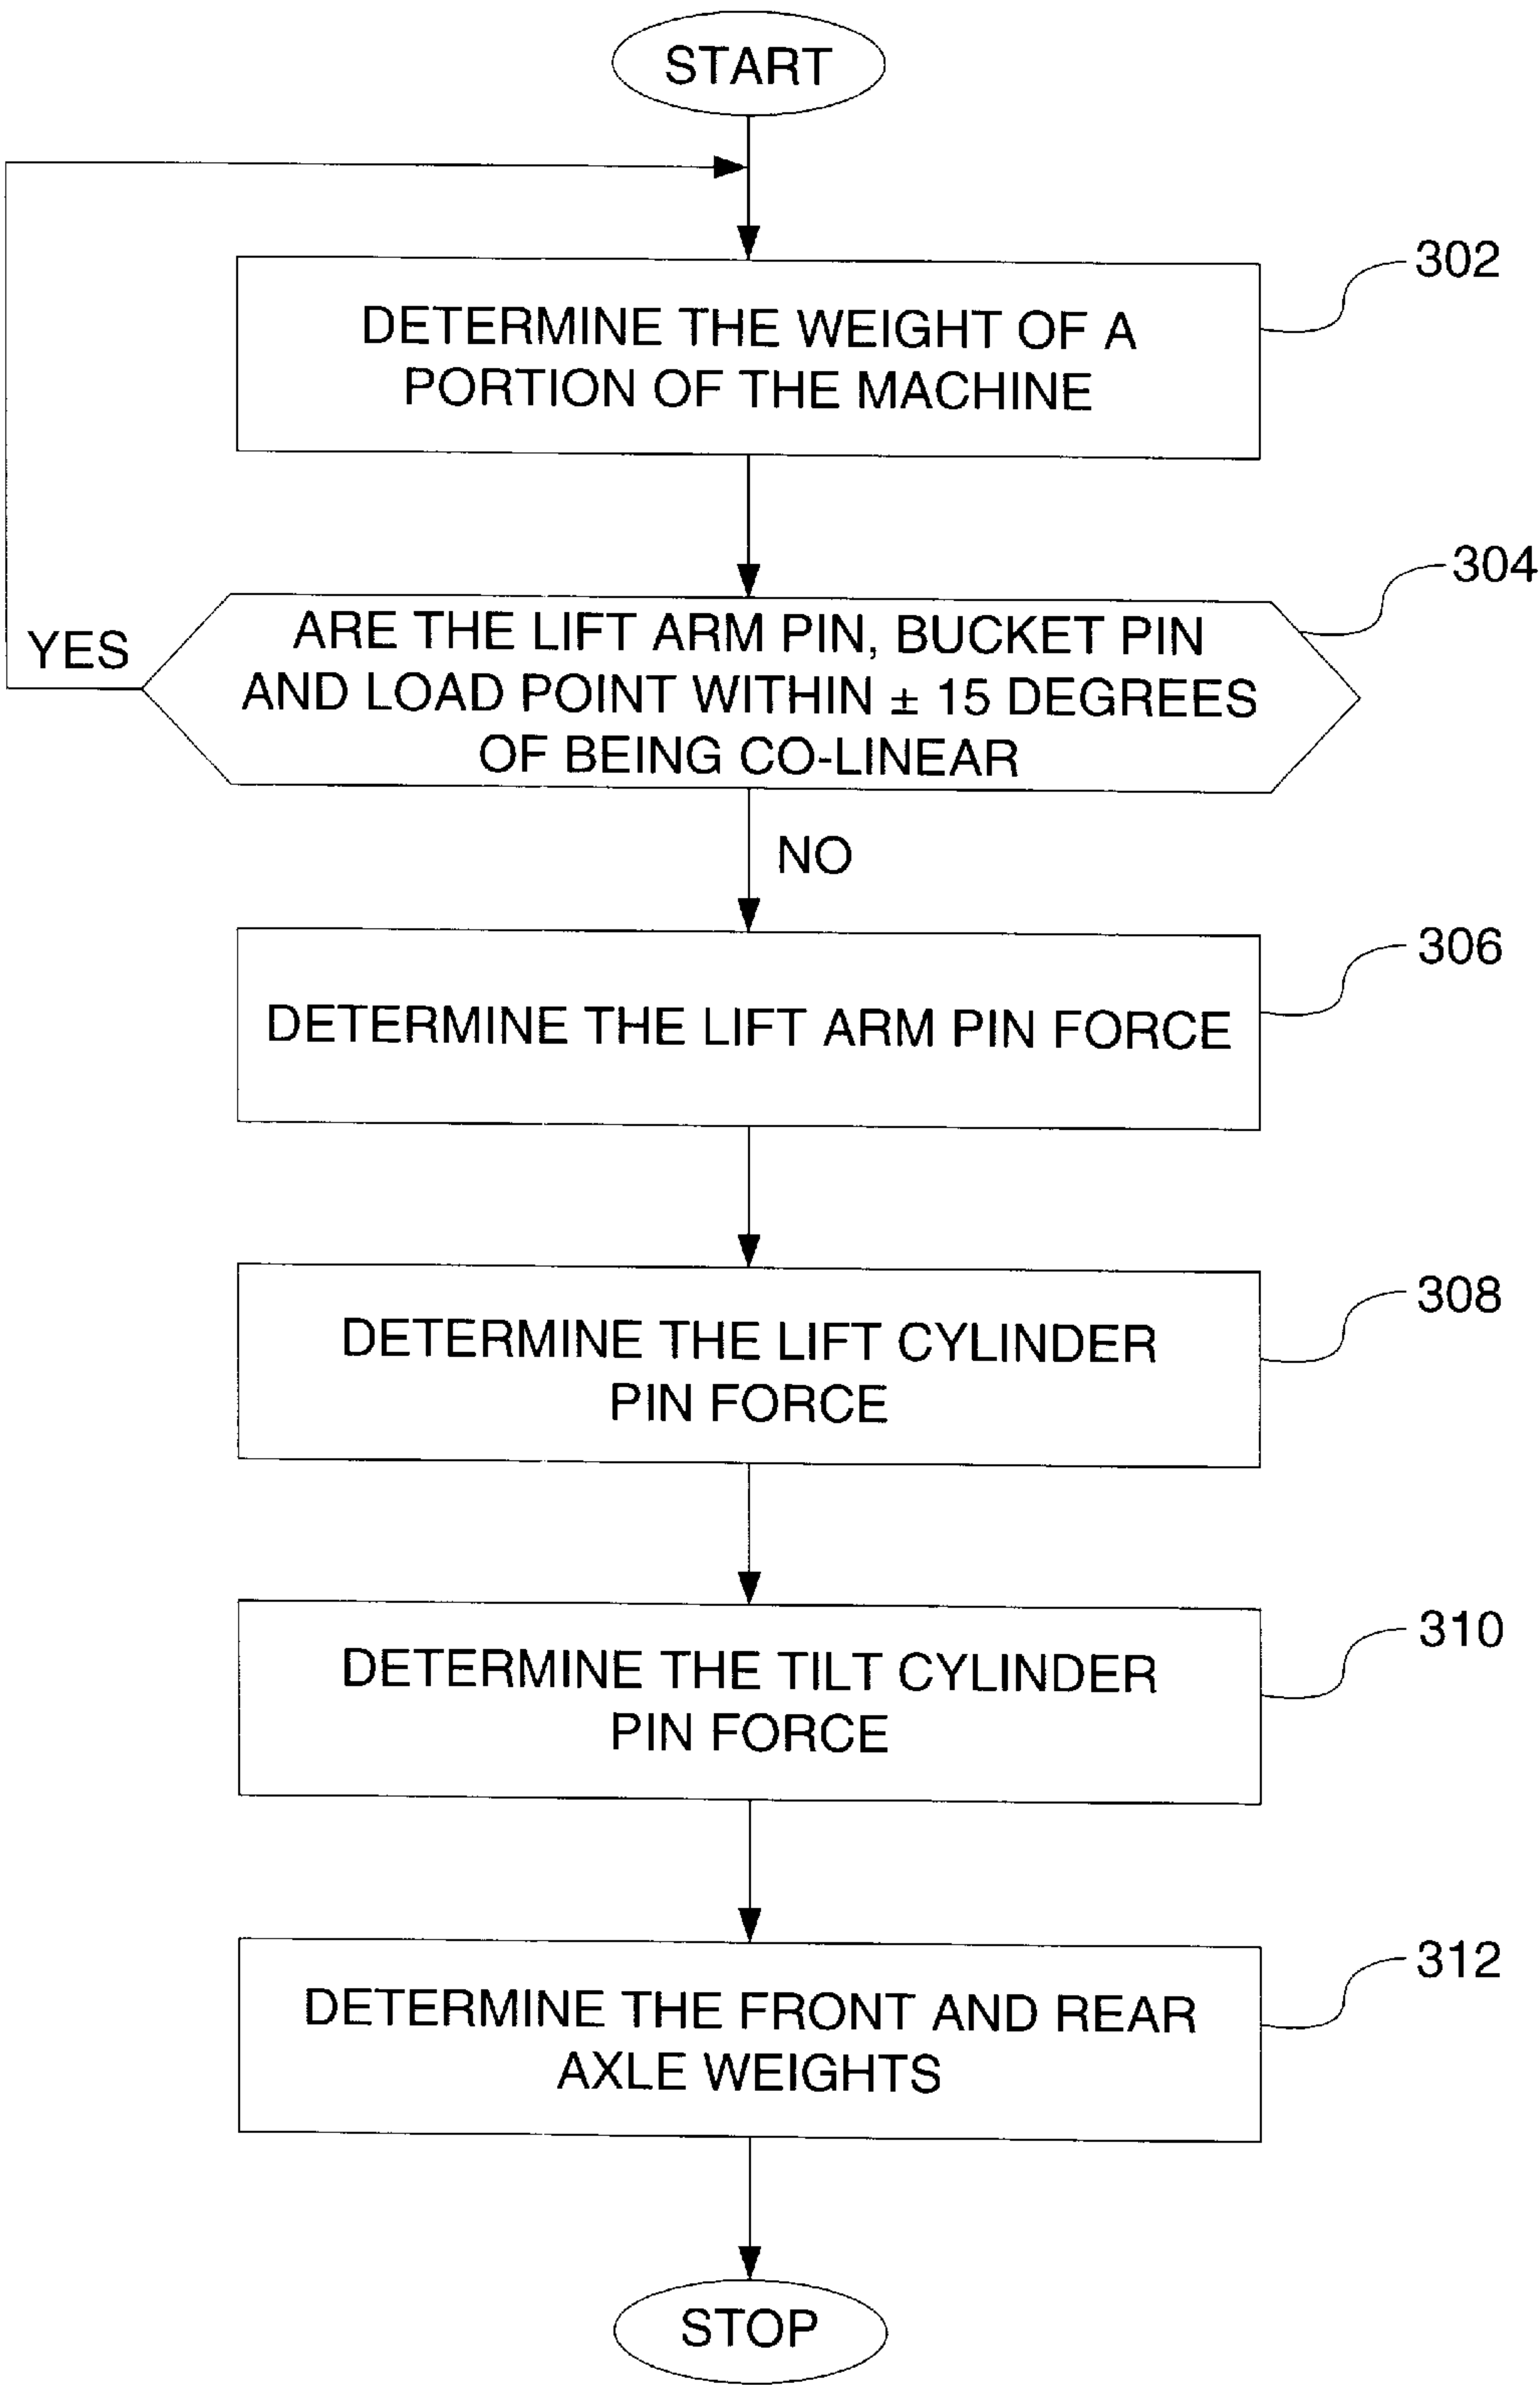 START
302
DETERMINE THE WEIGHT OF A
PORTION OF THE MACHINE
304
YES
ARE THE LIFT ARM PIN, BUCKET PIN
AND LOAD POINT WITHIN ± 15 DEGREES
OF BEING CO-LINEAR
NO
306
DETERMINE THE LIFT ARM PIN FORCE
308
DETERMINE THE LIFT CYLINDER
PIN FORCE
310
DETERMINE THE TILT CYLINDER
PIN FORCE
312
DETERMINE THE FRONT AND REAR
AXLE WEIGHTS
STOP